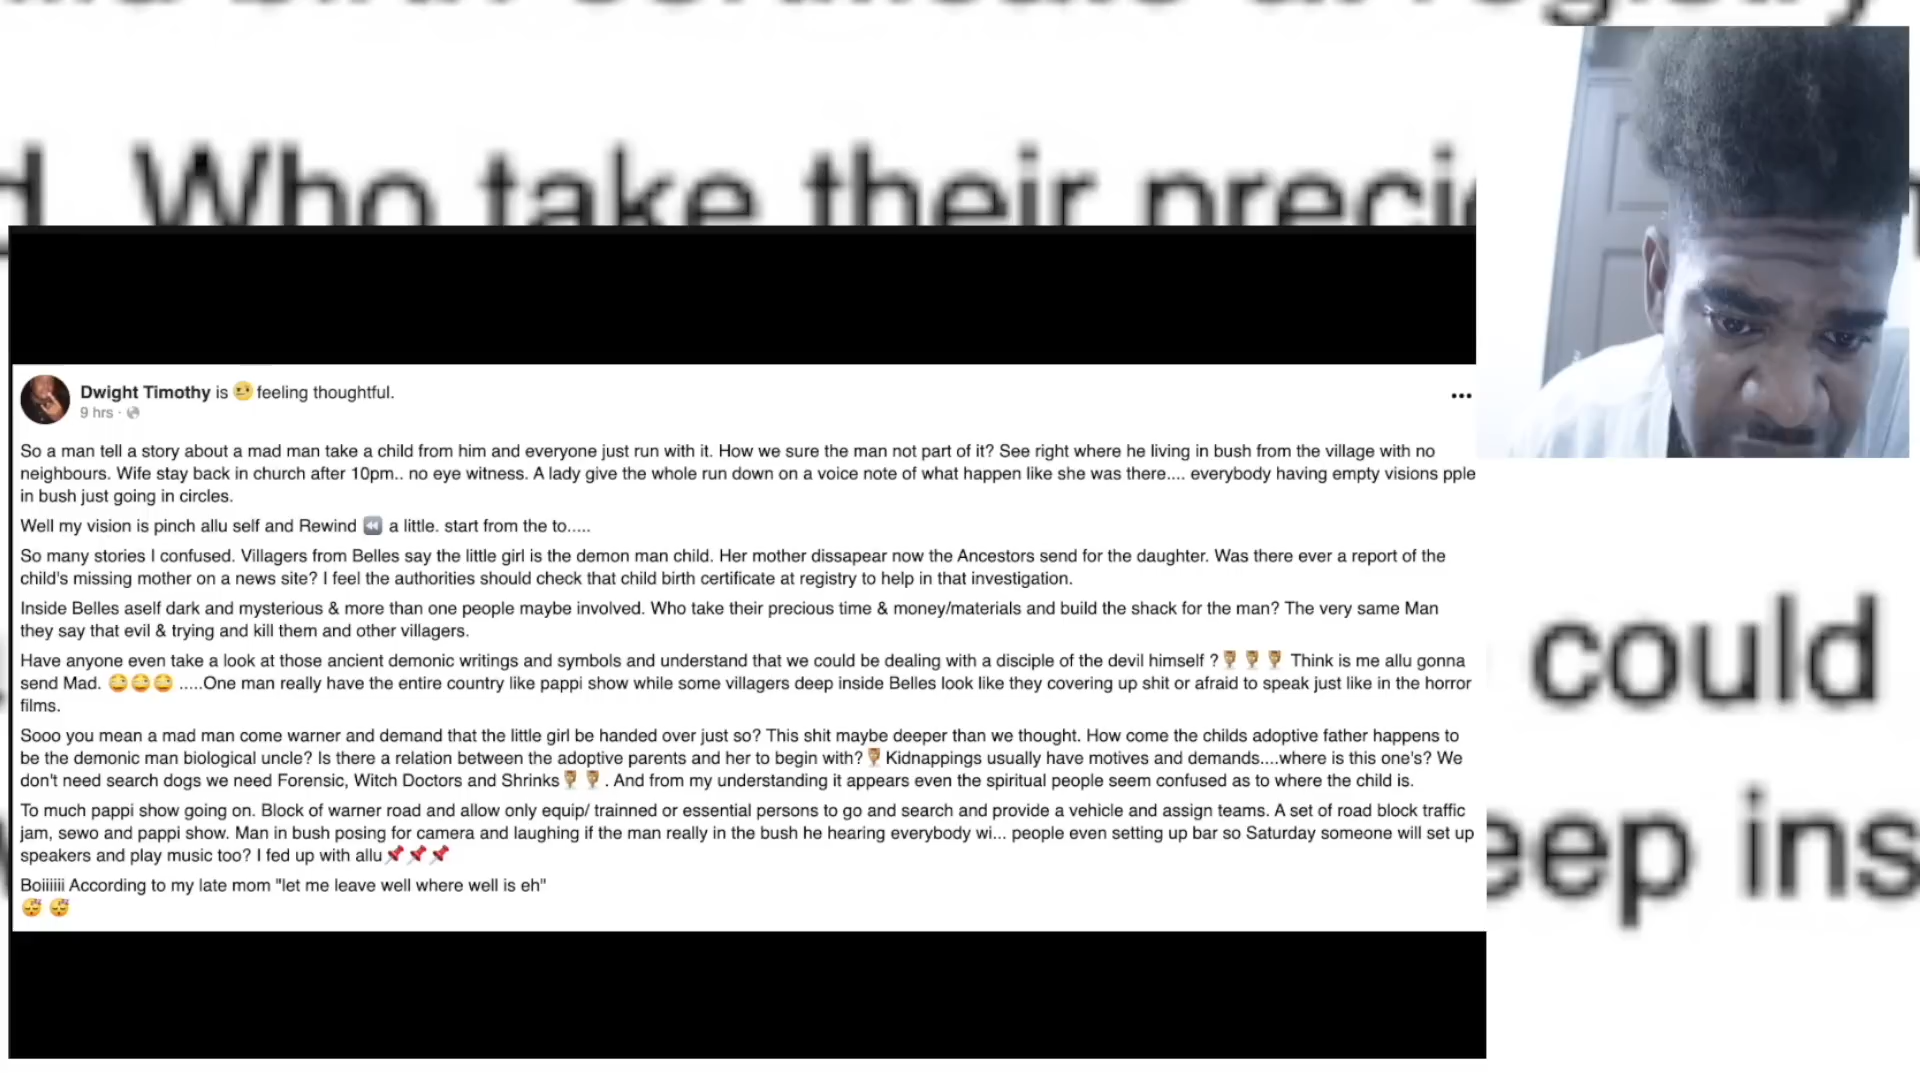 d. Who take their preci
Dwight Timothy is 🤨 feeling thoughtful.
9 hrs ·
So a man tell a story about a mad man take a child from him and everyone just run with it. How we sure the man not part of it? See right where he living in bush from the village with no
neighbours. Wife stay back in church after 10pm.. no eye witness. A lady give the whole run down on a voice note of what happen like she was there.... everybody having empty visions pple
in bush just going in circles.
Well my vision is pinch allu self and Rewind ⏪ a little. start from the to.....
So many stories I confused. Villagers from Belles say the little girl is the demon man child. Her mother dissapear now the Ancestors send for the daughter. Was there ever a report of the
child's missing mother on a news site? I feel the authorities should check that child birth certificate at registry to help in that investigation.
Inside Belles aself dark and mysterious & more than one people maybe involved. Who take their precious time & money/materials and build the shack for the man? The very same Man
they say that evil & trying and kill them and other villagers.
could
Have anyone even take a look at those ancient demonic writings and symbols and understand that we could be dealing with a disciple of the devil himself ? Think is me allu gonna
send Mad. 😜😜😜 .....One man really have the entire country like pappi show while some villagers deep inside Belles look like they covering up shit or afraid to speak just like in the horror
films.
Sooo you mean a mad man come warner and demand that the little girl be handed over just so? This shit maybe deeper than we thought. How come the childs adoptive father happens to
be the demonic man biological uncle? Is there a relation between the adoptive parents and her to begin with? Kidnappings usually have motives and demands....where is this one's? We
don't need search dogs we need Forensic, Witch Doctors and Shrinks . And from my understanding it appears even the spiritual people seem confused as to where the child is.
To much pappi show going on. Block of warner road and allow only equip/ trainned or essential persons to go and search and provide a vehicle and assign teams. A set of road block traffic
jam, sewo and pappi show. Man in bush posing for camera and laughing if the man really in the bush he hearing everybody wi... people even setting up bar so Saturday someone will set up
eep ins
speakers and play music too? I fed up with allu📌📌📌
Boiiiiii According to my late mom "let me leave well where well is eh"
😴 😴